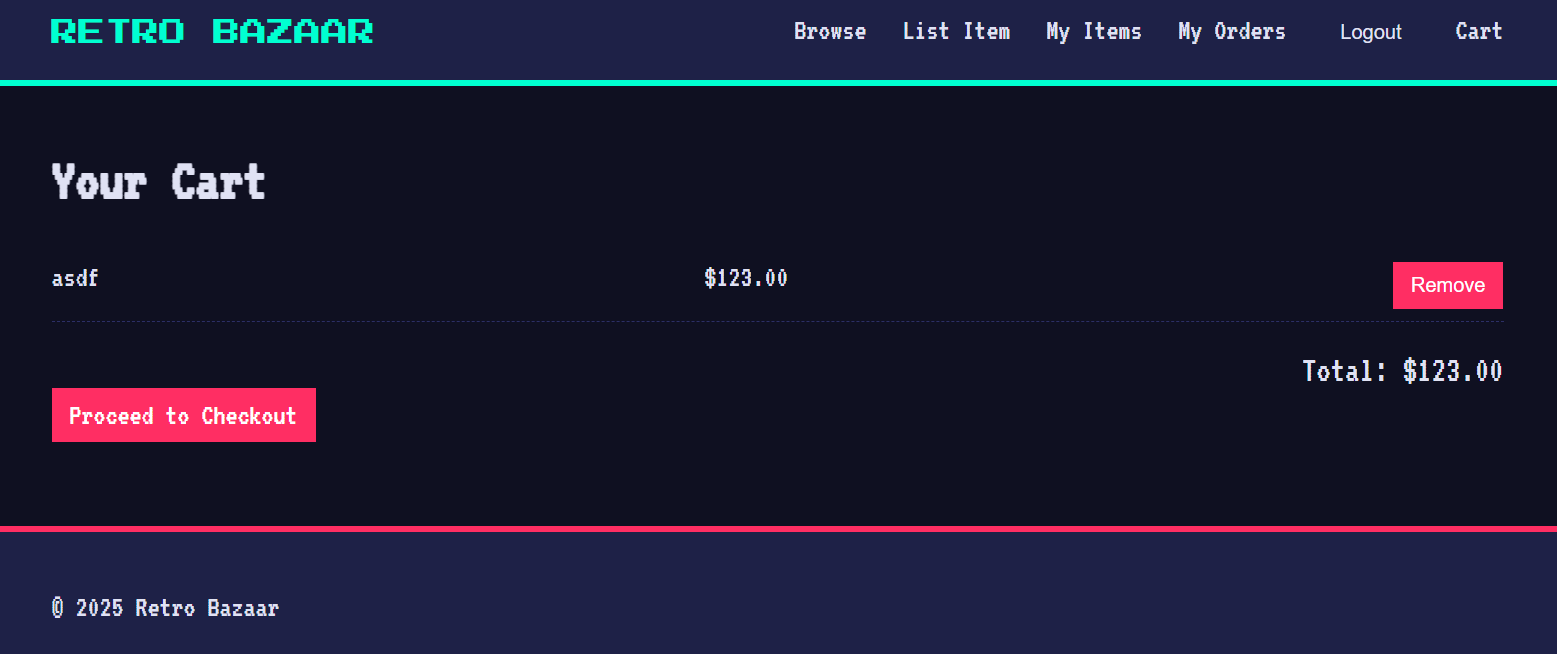 RETRO BAZAAR Browse List Item My Items My Orders Logout Cart
Your Cart
asdf $123.00 Remove
Total: $123.00
Proceed to Checkout
© 2025 Retro Bazaar